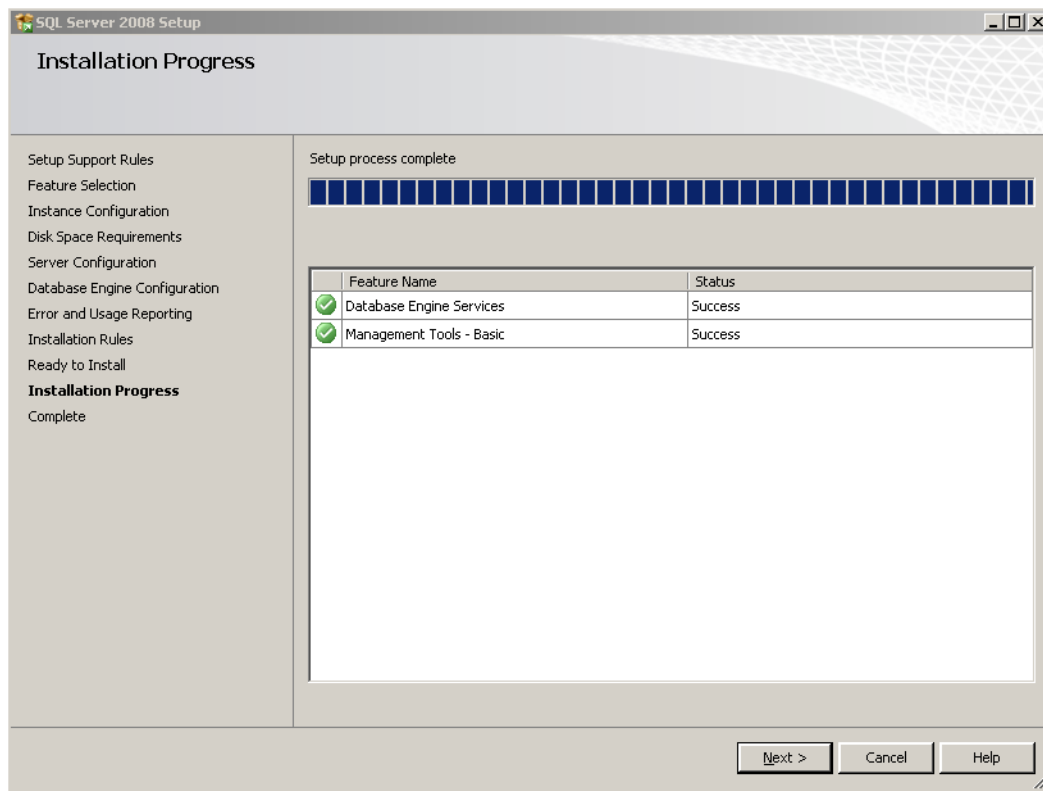 SQL Server 2008 Setup
Installation Progress
Setup Support Rules
Feature Selection
Instance Configuration
Disk Space Requirements
Server Configuration
Database Engine Configuration
Error and Usage Reporting
Installation Rules
Ready to Install
Installation Progress
Complete
Setup process complete
Feature Name Status
Database Engine Services Success
Management Tools - Basic Success
Next > Cancel Help